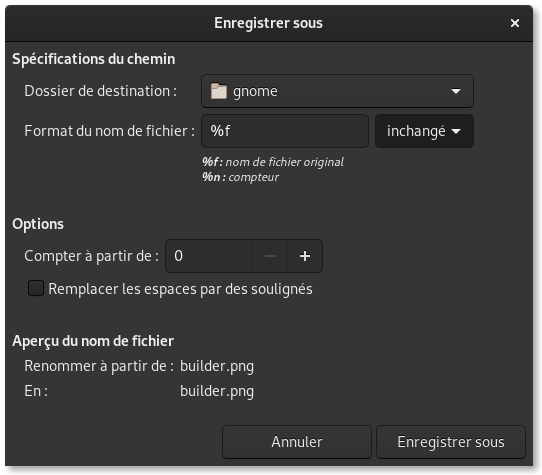 Enregistrer sous
Spécifications du chemin
Dossier de destination : gnome
Format du nom de fichier : %f inchangé
%f : nom de fichier original
%n : compteur
Options
Compter à partir de : 0 − +
Remplacer les espaces par des soulignés
Aperçu du nom de fichier
Renommer à partir de : builder.png
En : builder.png
Annuler Enregistrer sous